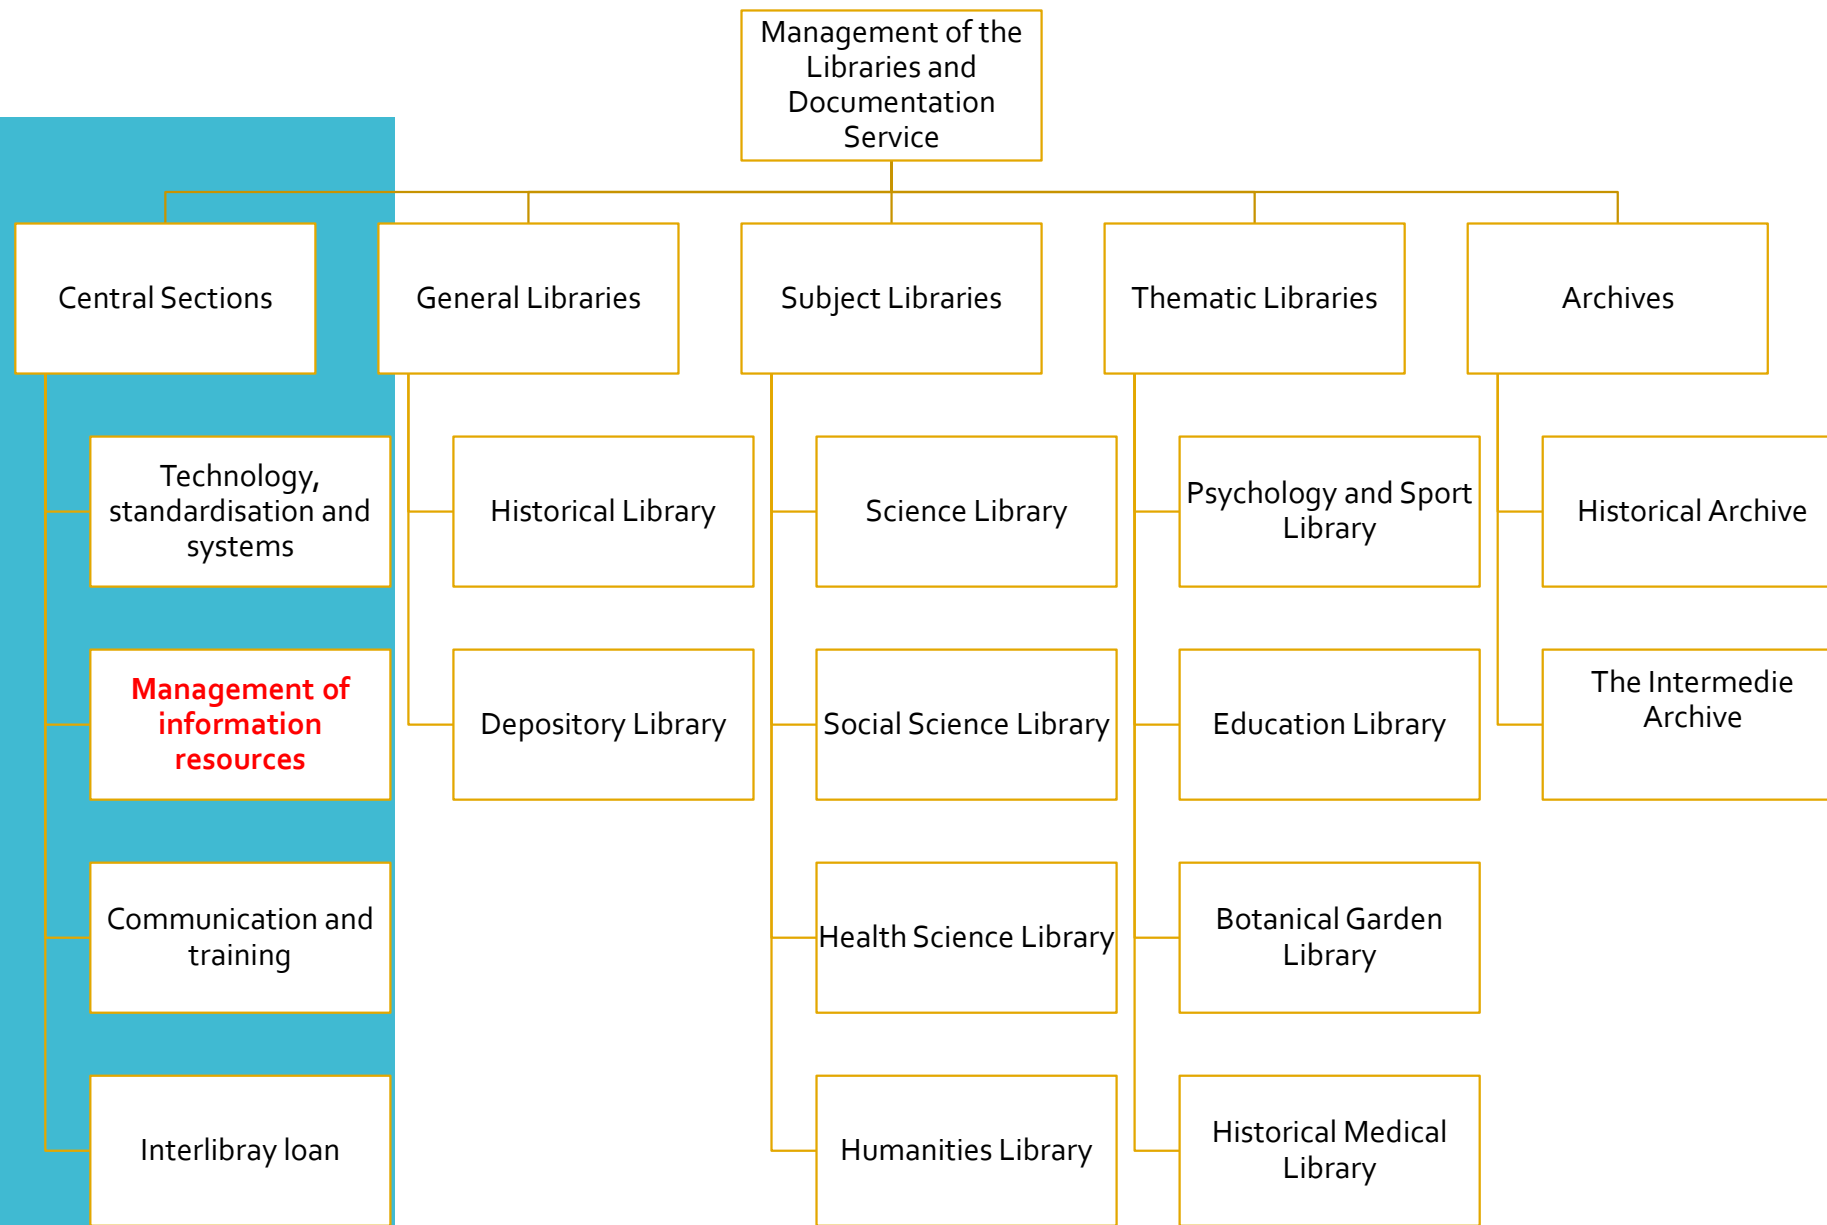 Management of the
Libraries and
Documentation
Service
Central Sections
General Libraries
Subject Libraries
Thematic Libraries
Archives
Technology,
standardisation and
systems
Management of
information
resources
Communication and
training
Interlibray loan
Historical Library
Depository Library
Science Library
Social Science Library
Health Science Library
Humanities Library
Psychology and Sport
Library
Education Library
Botanical Garden
Library
Historical Medical
Library
Historical Archive
The Intermedie
Archive